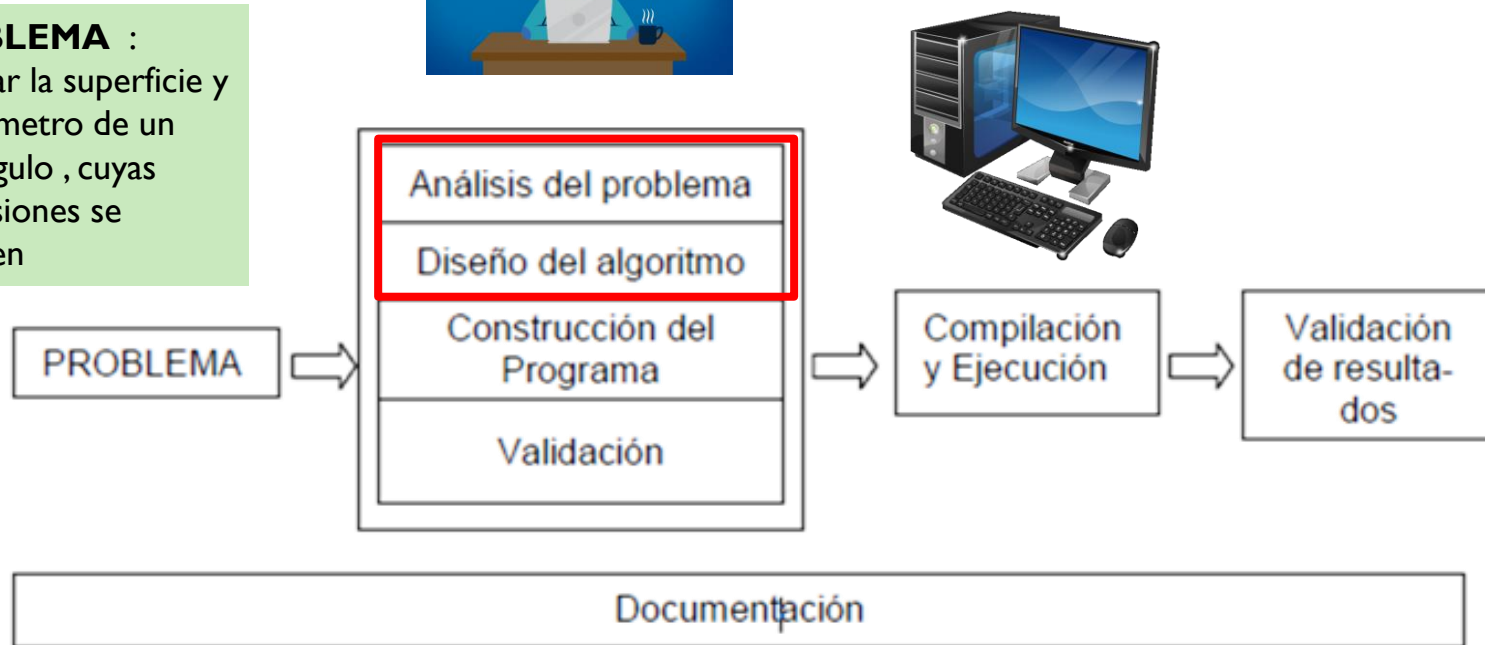 BLEMA :
ar la superficie y
metro de un
gulo , cuyas
siones se
en
Análisis del problema
Diseño del algoritmo
Construcción del
Programa
Validación
PROBLEMA
Compilación
y Ejecución
Validación
de resulta-
dos
Documentación